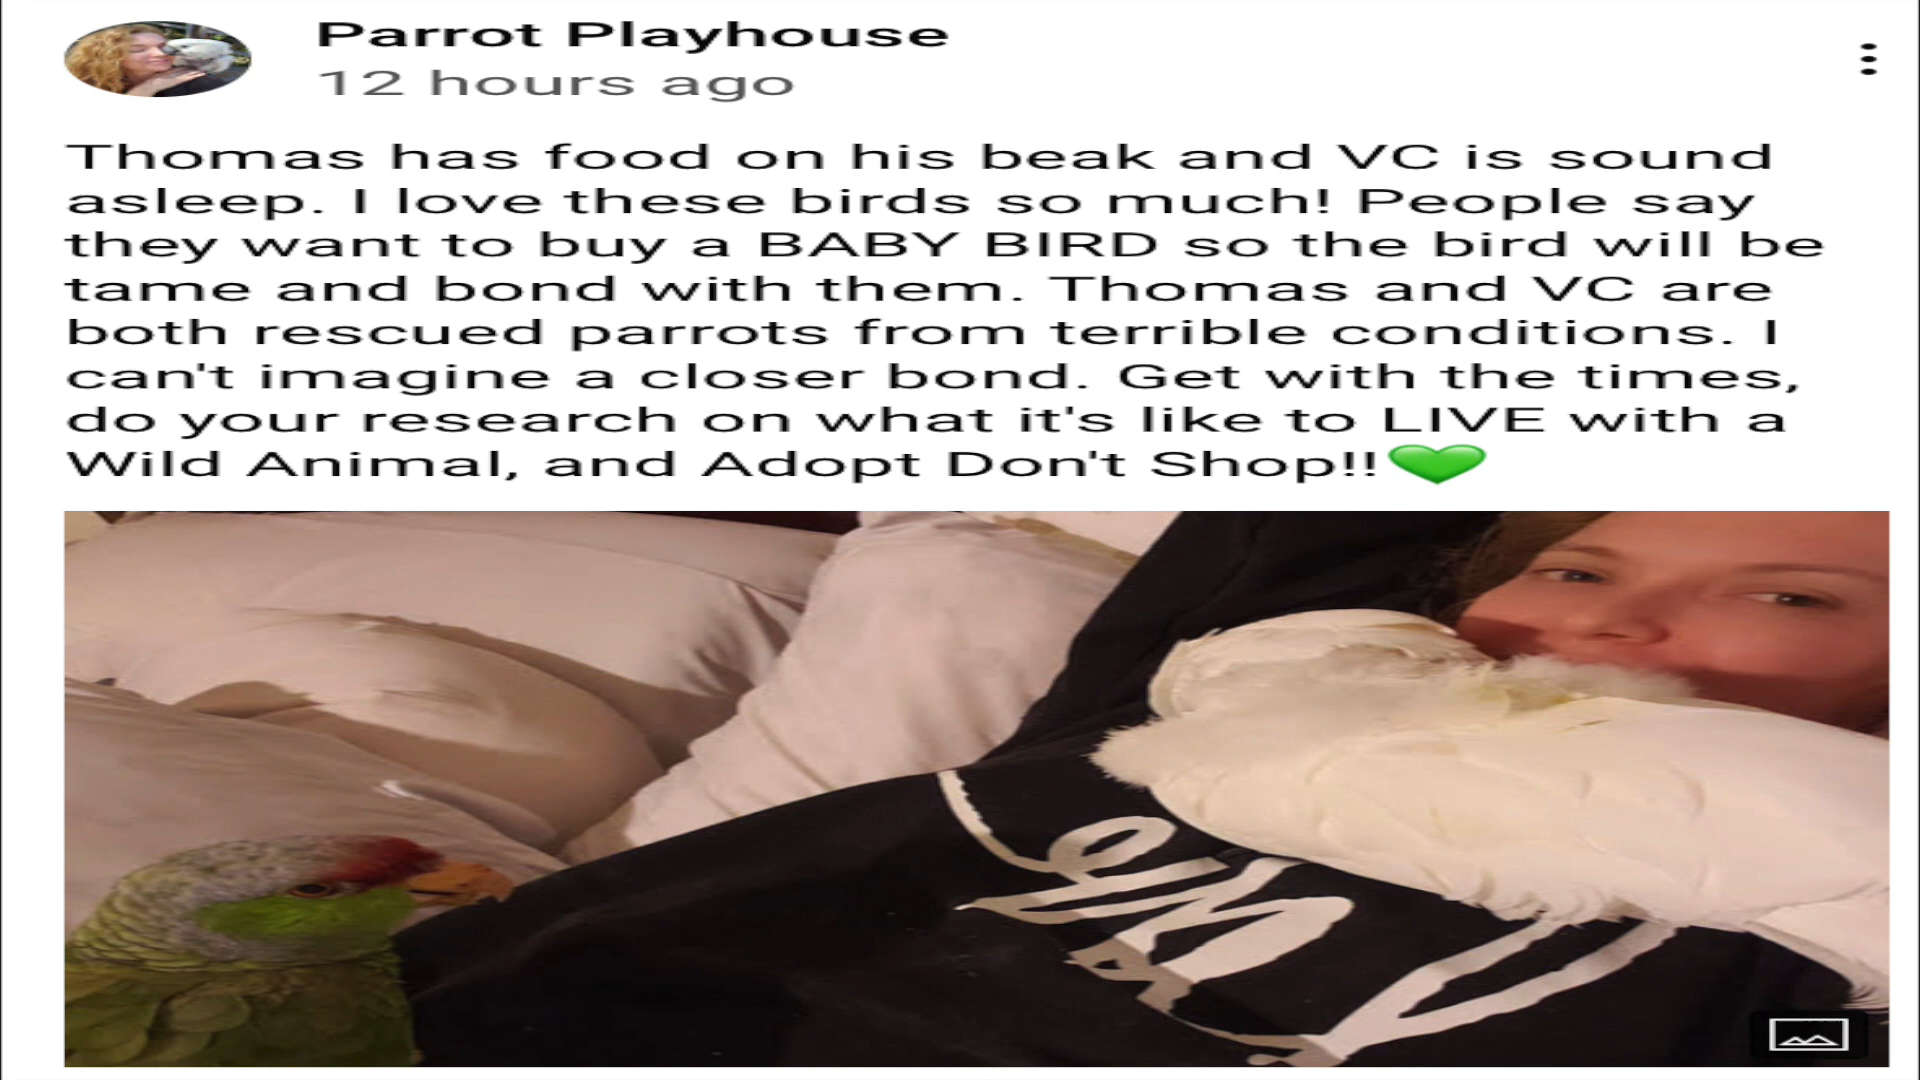 Parrot Playhouse
12 hours ago
Thomas has food on his beak and VC is sound
asleep. I love these birds so much! People say
they want to buy a BABY BIRD so the bird will be
tame and bond with them. Thomas and VC are
both rescued parrots from terrible conditions. I
can't imagine a closer bond. Get with the times,
do your research on what it's like to LIVE with a
Wild Animal, and Adopt Don't Shop!!💚